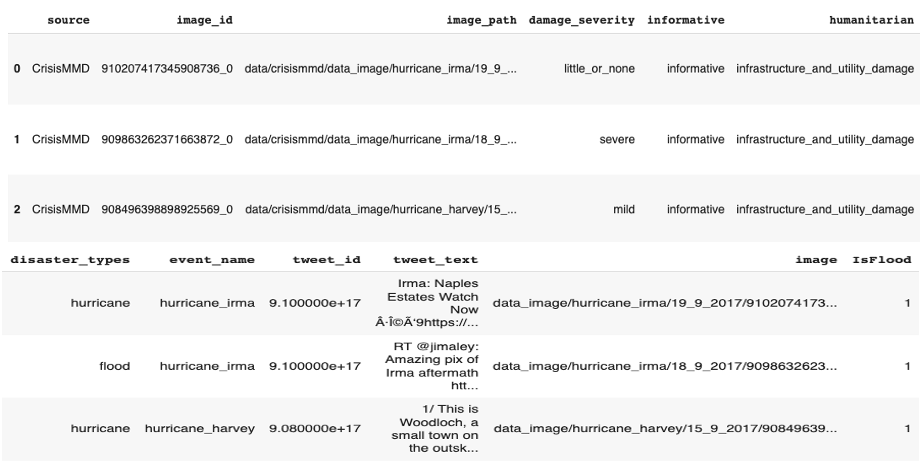 source image_id image_path damage_severity informative humanitarian
0 CrisisMMD 910207417345908736_0 data/crisismmd/data_image/hurricane_irma/19_9_... little_or_none informative infrastructure_and_utility_damage
1 CrisisMMD 909863262371663872_0 data/crisismmd/data_image/hurricane_irma/18_9_... severe informative infrastructure_and_utility_damage
2 CrisisMMD 908496398898925569_0 data/crisismmd/data_image/hurricane_harvey/15_... mild informative infrastructure_and_utility_damage
disaster_types event_name tweet_id tweet_text image IsFlood
Irma: Naples
Estates Watch
hurricane hurricane_irma 9.100000e+17 Now data_image/hurricane_irma/19_9_2017/9102074173... 1
Â·Î©Ã‘9https://...
RT @jimaley:
Amazing pix of
flood hurricane_irma 9.100000e+17 Irma aftermath data_image/hurricane_irma/18_9_2017/9098632623... 1
htt...
1/ This is
Woodloch, a
hurricane hurricane_harvey 9.080000e+17 small town on data_image/hurricane_harvey/15_9_2017/90849639... 1
the outsk...